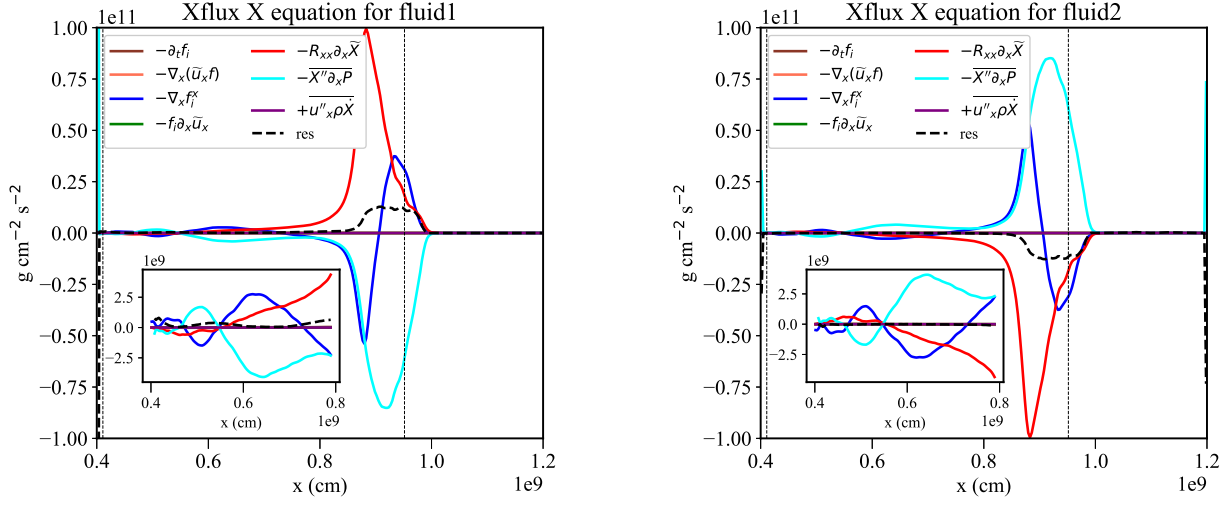 Xflux X equation for fluid1
1e11
−∂ₜfᵢ
−∇ₓ(ũₓf)
−∇ₓfᵢˣ
−fᵢ∂ₓũₓ
−Rₓₓ∂ₓX̃
−X″∂ₓP̅
+u″ₓρẊ
res
g cm⁻² s⁻²
1.00
0.75
0.50
0.25
0.00
−0.25
−0.50
−0.75
−1.00
1e9
2.5
0.0
−2.5
0.4 0.6 0.8
x (cm) 1e9
0.4 0.6 0.8 1.0 1.2
x (cm) 1e9
Xflux X equation for fluid2
1e11
−∂ₜfᵢ
−∇ₓ(ũₓf)
−∇ₓfᵢˣ
−fᵢ∂ₓũₓ
−Rₓₓ∂ₓX̃
−X″∂ₓP̅
+u″ₓρẊ
res
g cm⁻² s⁻²
1.00
0.75
0.50
0.25
0.00
−0.25
−0.50
−0.75
−1.00
1e9
2.5
0.0
−2.5
0.4 0.6 0.8
x (cm) 1e9
0.4 0.6 0.8 1.0 1.2
x (cm) 1e9